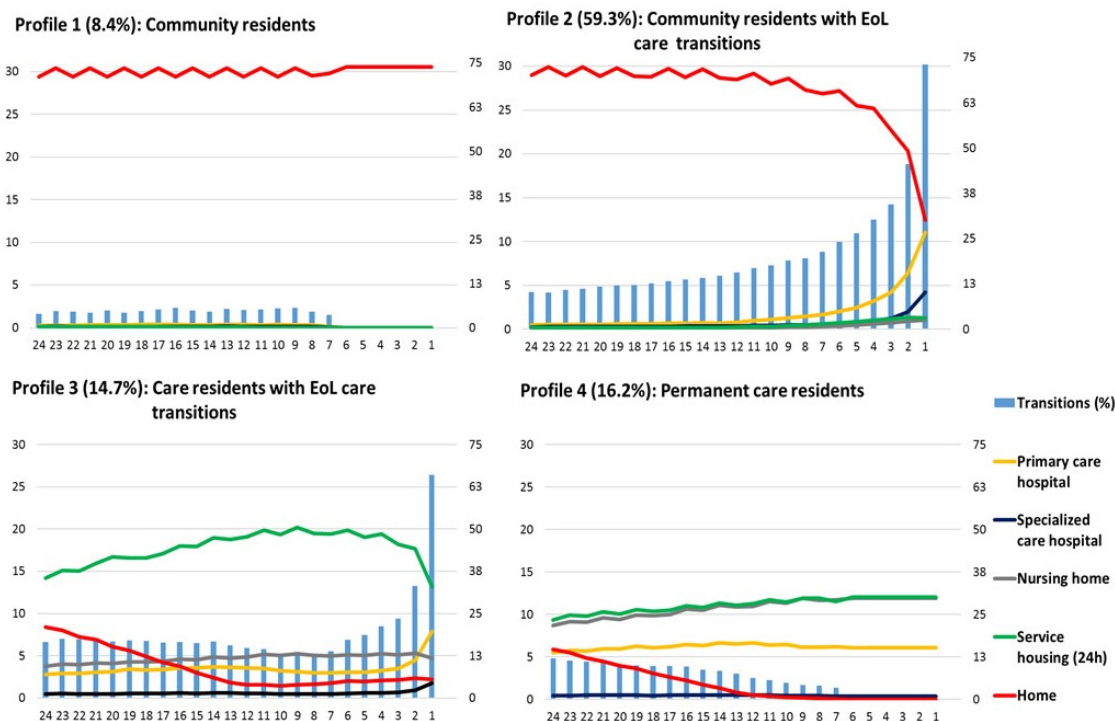 Profile 1 (8.4%): Community residents
30
25
20
15
10
5
0
75
63
50
38
25
13
0
24 23 22 21 20 19 18 17 16 15 14 13 12 11 10 9 8 7 6 5 4 3 2 1
Profile 2 (59.3%): Community residents with EoL
care transitions
30
25
20
15
10
5
0
75
63
50
38
25
13
0
24 23 22 21 20 19 18 17 16 15 14 13 12 11 10 9 8 7 6 5 4 3 2 1
Profile 3 (14.7%): Care residents with EoL care
transitions
30
25
20
15
10
5
0
75
63
50
38
25
13
0
24 23 22 21 20 19 18 17 16 15 14 13 12 11 10 9 8 7 6 5 4 3 2 1
Profile 4 (16.2%): Permanent care residents
30
25
20
15
10
5
0
75
63
50
38
25
13
0
24 23 22 21 20 19 18 17 16 15 14 13 12 11 10 9 8 7 6 5 4 3 2 1
Transitions (%)
Primary care
hospital
Specialized
care hospital
Nursing home
Service
housing (24h)
Home